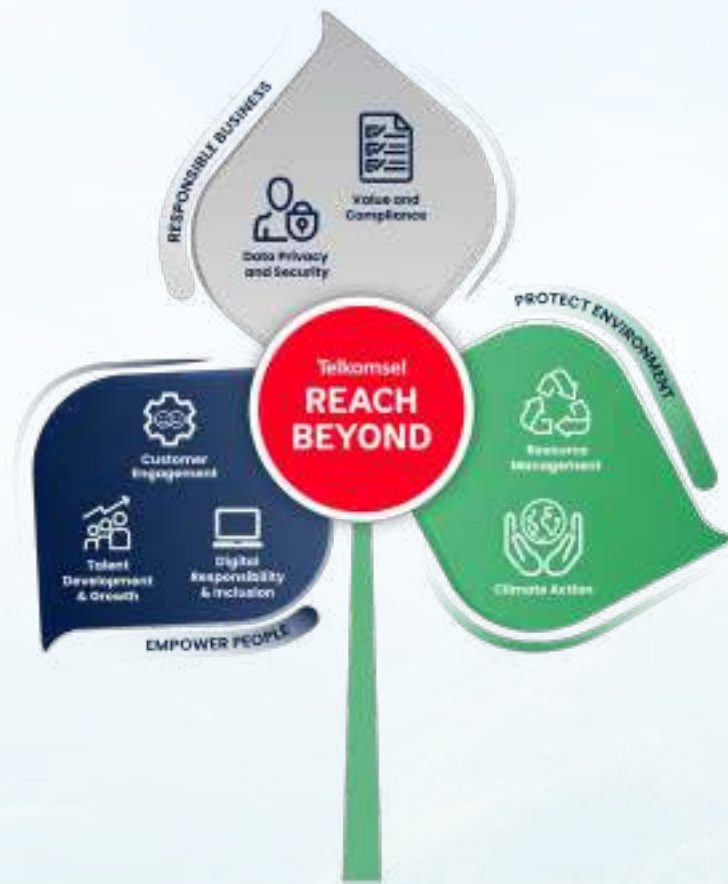 RESPONSIBLE BUSINESS
Value and
Compliance
Data Privacy
and Security
PROTECT ENVIRONMENT
Telkomsel
REACH
BEYOND
Resource
Management
Climate Action
Customer
Engagement
Talent
Development
& Growth
Digital
Responsibility
& Inclusion
EMPOWER PEOPLE